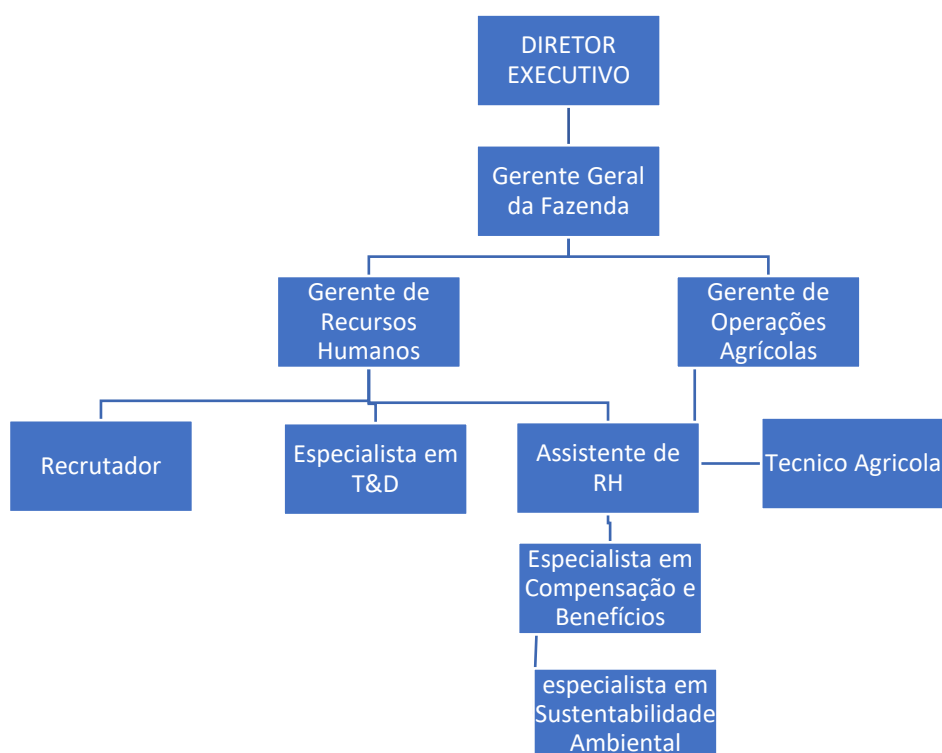 DIRETOR
EXECUTIVO
Gerente Geral
da Fazenda
Gerente de
Recursos
Humanos
Gerente de
Operações
Agrícolas
Recrutador
Especialista em
T&D
Assistente de
RH
Tecnico Agricola
Especialista em
Compensação e
Benefícios
especialista em
Sustentabilidade
Ambiental